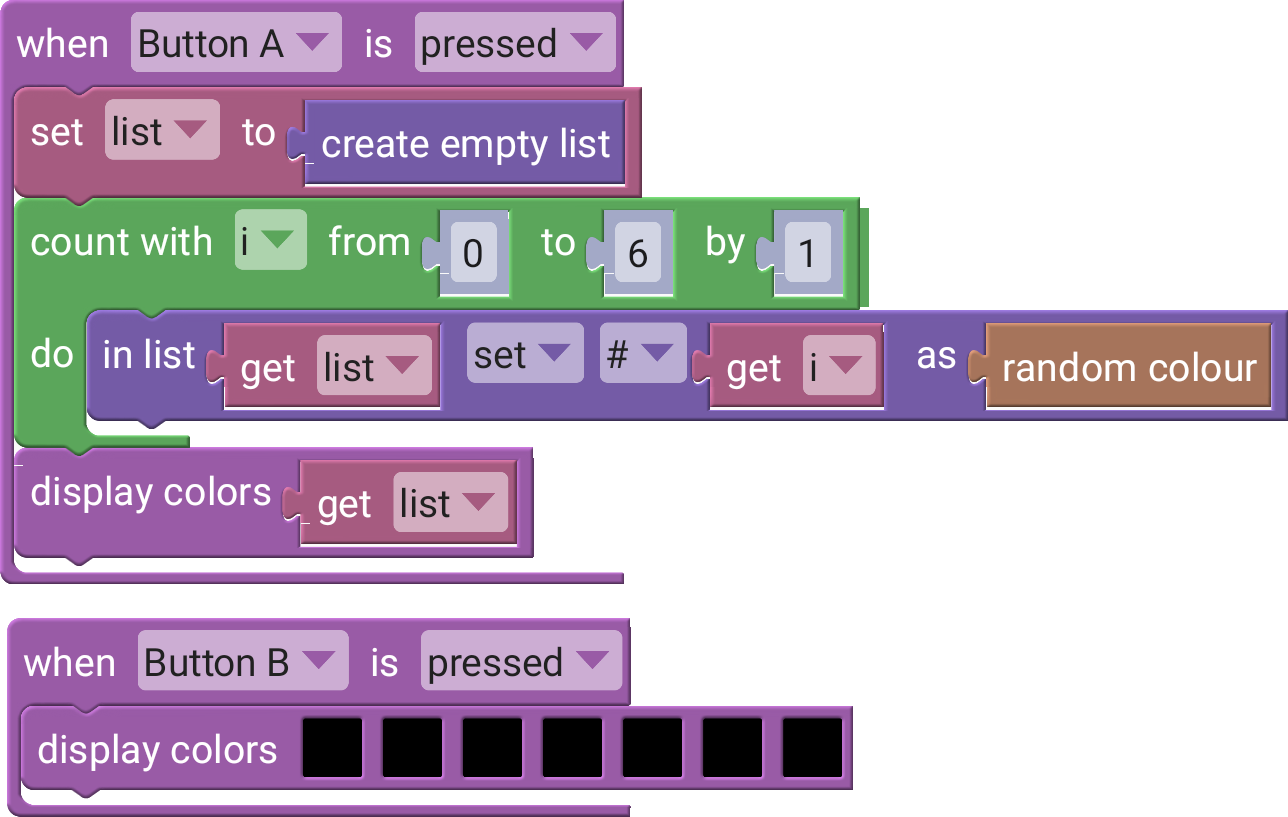 when Button A is pressed
set list to create empty list
count with i from 0 to 6 by 1
do in list get list set # get i as random colour
display colors get list
when Button B is pressed
display colors